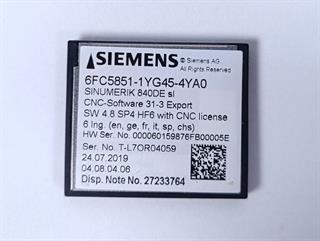 SIEMENS
© Siemens AG
All Rights Reserved
6FC5851-1YG45-4YA0
SINUMERIK 840DE sl
CNC-Software 31-3 Export
SW 4.8 SP4 HF6 with CNC license
6 lng. (en, ge, fr, it, sp, chs)
HW Ser. No. 000060159876FB00005E
Ser. No. T-L7OR04059
24.07.2019
04.08.04.06
Disp. Note No. 27233764